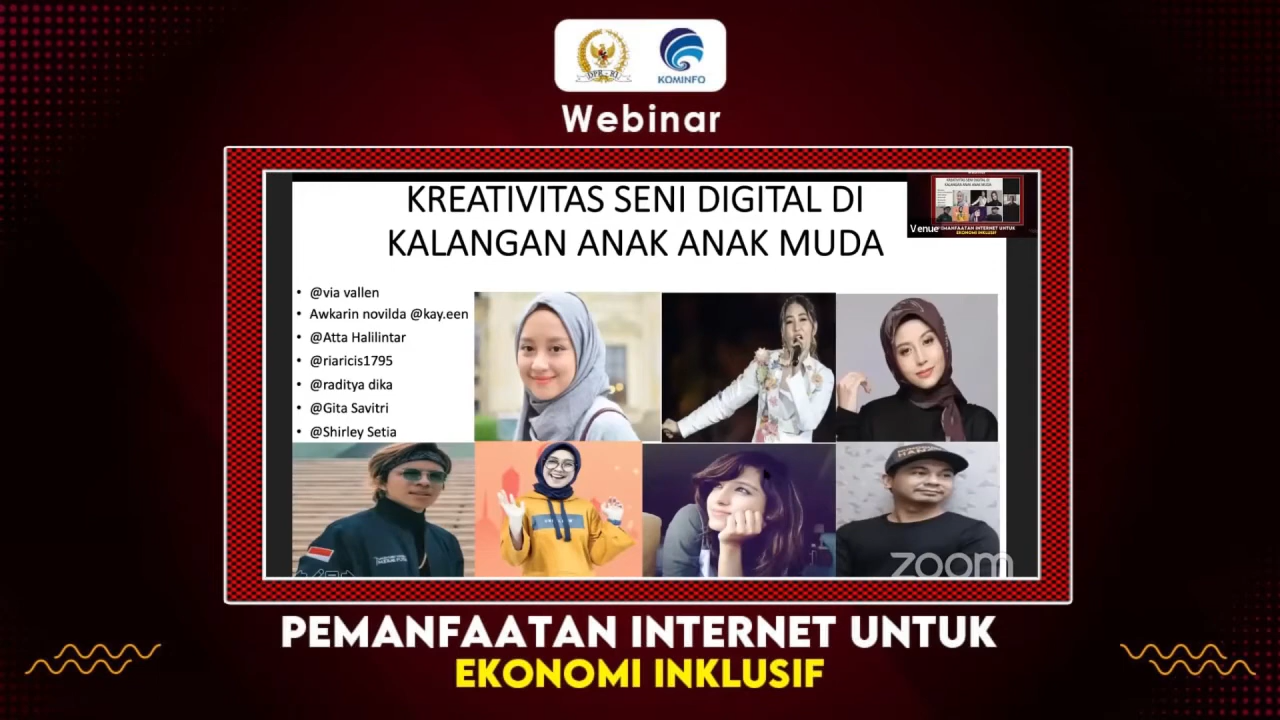 DPR - RI
KOMINFO
Webinar
KREATIVITAS SENI DIGITAL DI
KALANGAN ANAK ANAK MUDA
Venue
• @via vallen
• Awkarin novilda @kay.een
• @Atta Halilintar
• @riaricis1795
• @raditya dika
• @Gita Savitri
• @Shirley Setia
zoom
PEMANFAATAN INTERNET UNTUK
EKONOMI INKLUSIF